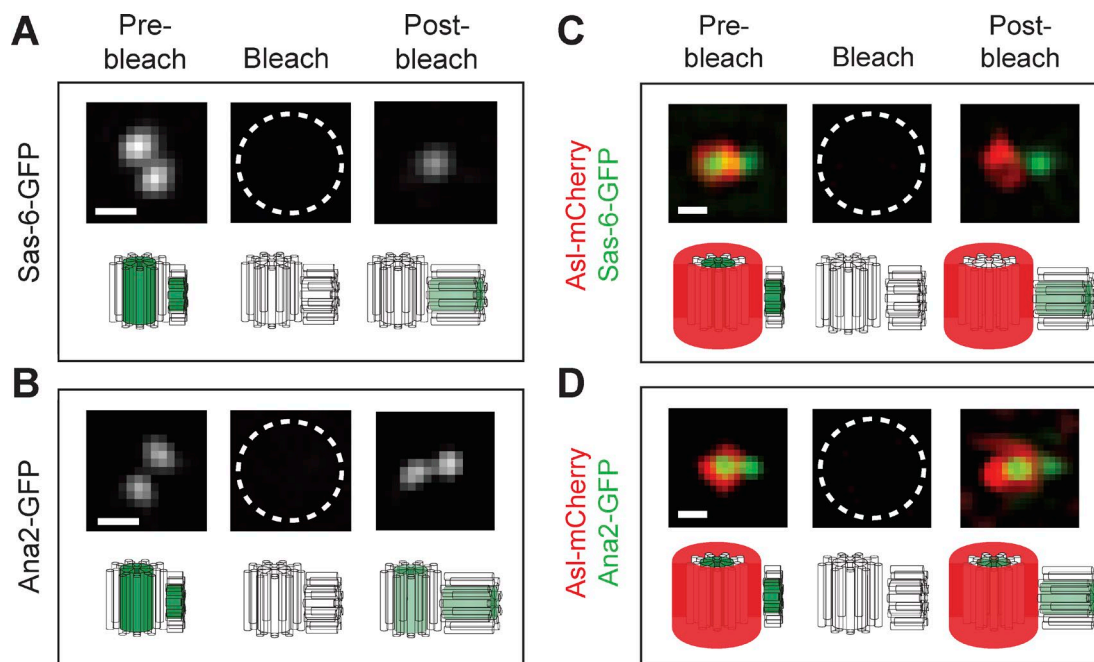 A
Pre-
bleach
Bleach
Post-
bleach
Sas-6-GFP
B
Ana2-GFP
C
Pre-
bleach
Bleach
Post-
bleach
Asl-mCherry
Sas-6-GFP
D
Asl-mCherry
Ana2-GFP